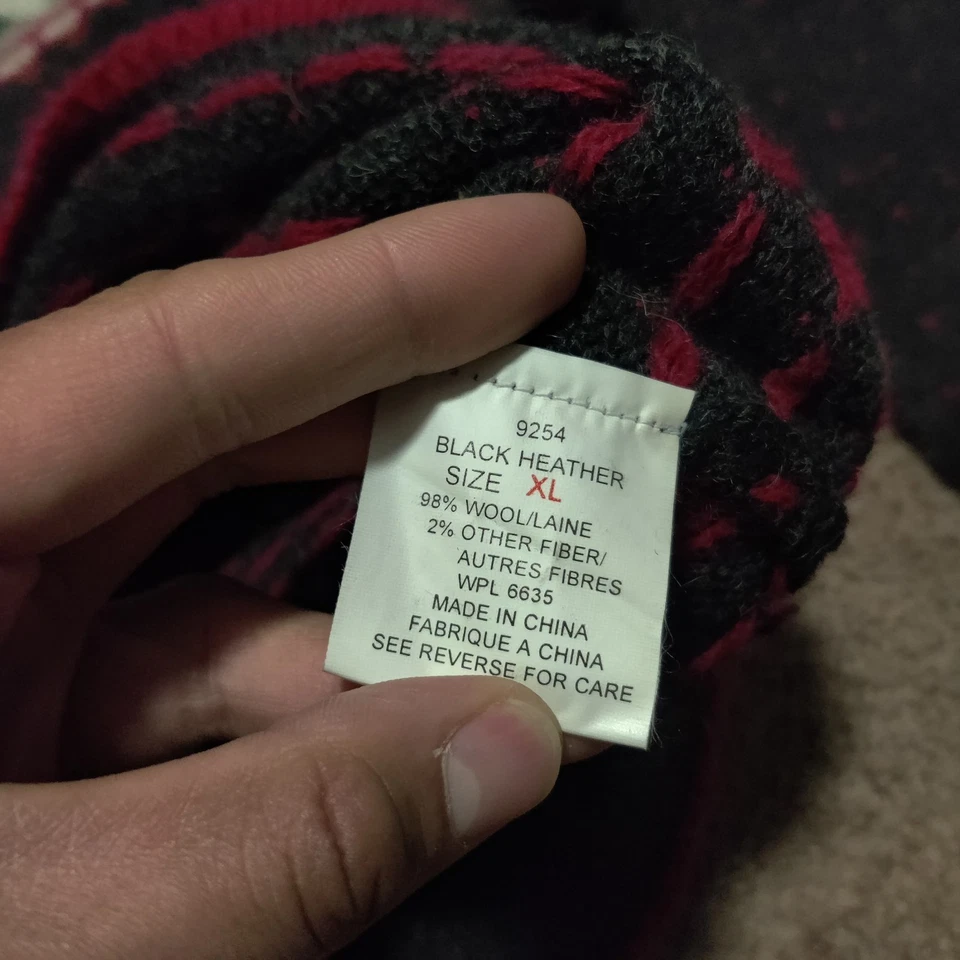 9254
BLACK HEATHER
SIZE XL
98% WOOL/LAINE
2% OTHER FIBER/
AUTRES FIBRES
WPL 6635
MADE IN CHINA
FABRIQUE A CHINA
SEE REVERSE FOR CARE